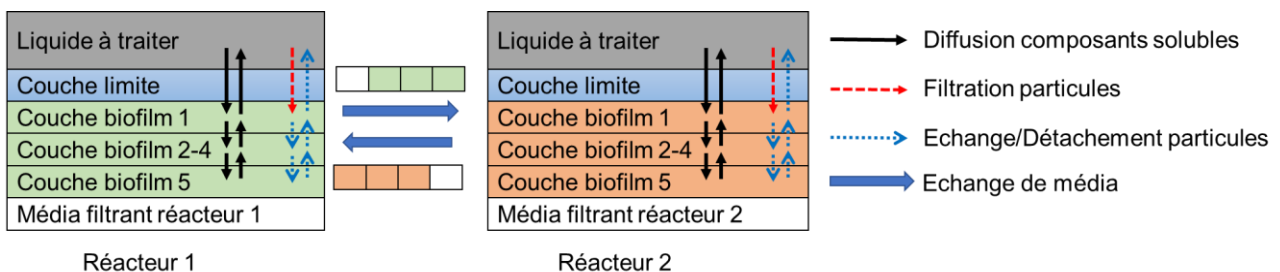 Liquide à traiter
Couche limite
Couche biofilm 1
Couche biofilm 2-4
Couche biofilm 5
Média filtrant réacteur 1
Réacteur 1
Liquide à traiter
Couche limite
Couche biofilm 1
Couche biofilm 2-4
Couche biofilm 5
Média filtrant réacteur 2
Réacteur 2
Diffusion composants solubles
Filtration particules
Echange/Détachement particules
Echange de média